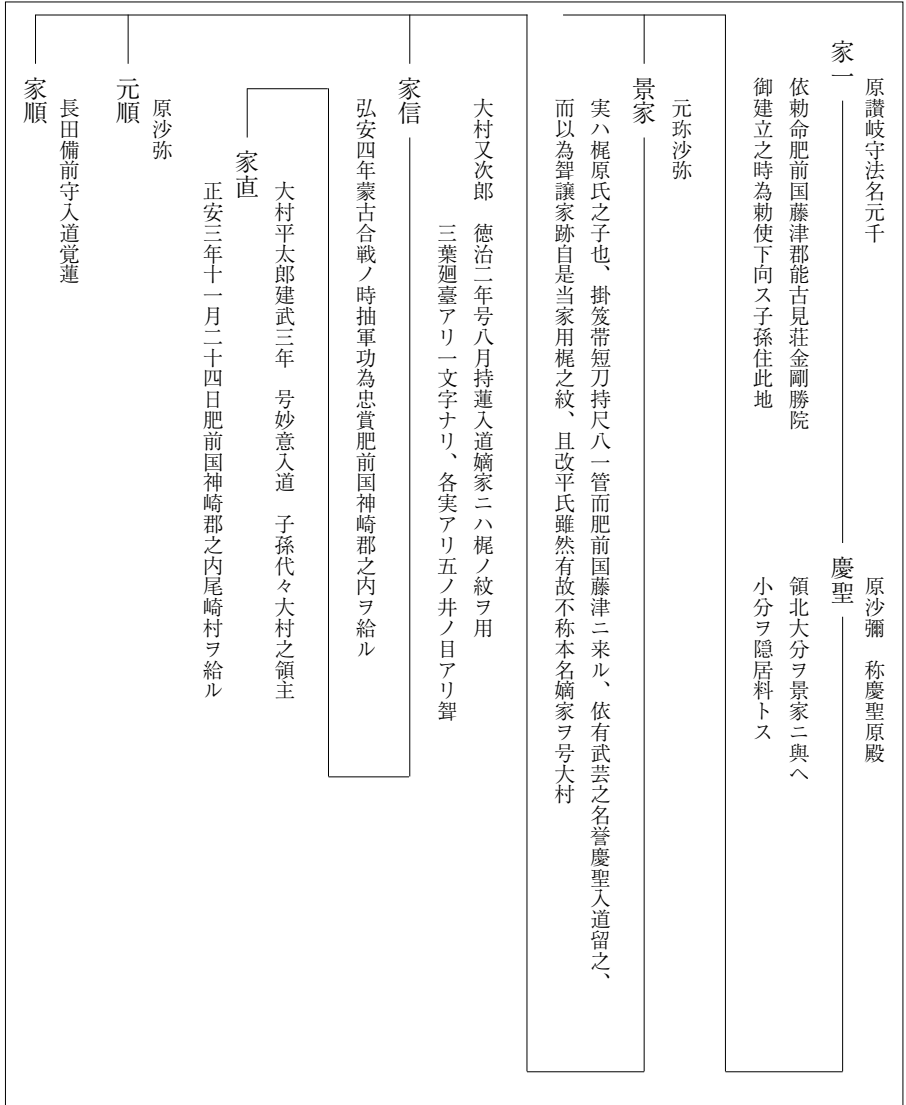 原讃岐守法名元千
家一
依勅命肥前国藤津郡能古見荘金剛勝院
御建立之時為勅使下向ス子孫住此地
原沙彌　称慶聖原殿
慶聖
領北大分ヲ景家ニ與ヘ
小分ヲ隠居料トス
元珎沙弥
景家
実ハ梶原氏之子也、掛笈帯短刀持尺八一管而肥前国藤津ニ来ル、依有武芸之名誉慶聖入道留之、
而以為聟譲家跡自是当家用梶之紋、且改平氏雖然有故不称本名嫡家ヲ号大村
大村又次郎　徳治二年号八月持蓮入道嫡家ニハ梶ノ紋ヲ用
三葉廻臺アリ一文字ナリ、各実アリ五ノ井ノ目アリ聟
家信
弘安四年蒙古合戦ノ時抽軍功為忠賞肥前国神崎郡之内ヲ給ル
大村平太郎建武三年　号妙意入道　子孫代々大村之領主
家直
正安三年十一月二十四日肥前国神崎郡之内尾崎村ヲ給ル
原沙弥
元順
長田備前守入道覚蓮
家順